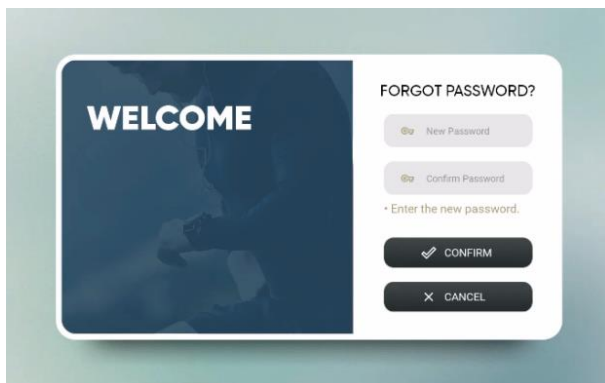 WELCOME
FORGOT PASSWORD?
New Password
Confirm Password
• Enter the new password.
CONFIRM
CANCEL